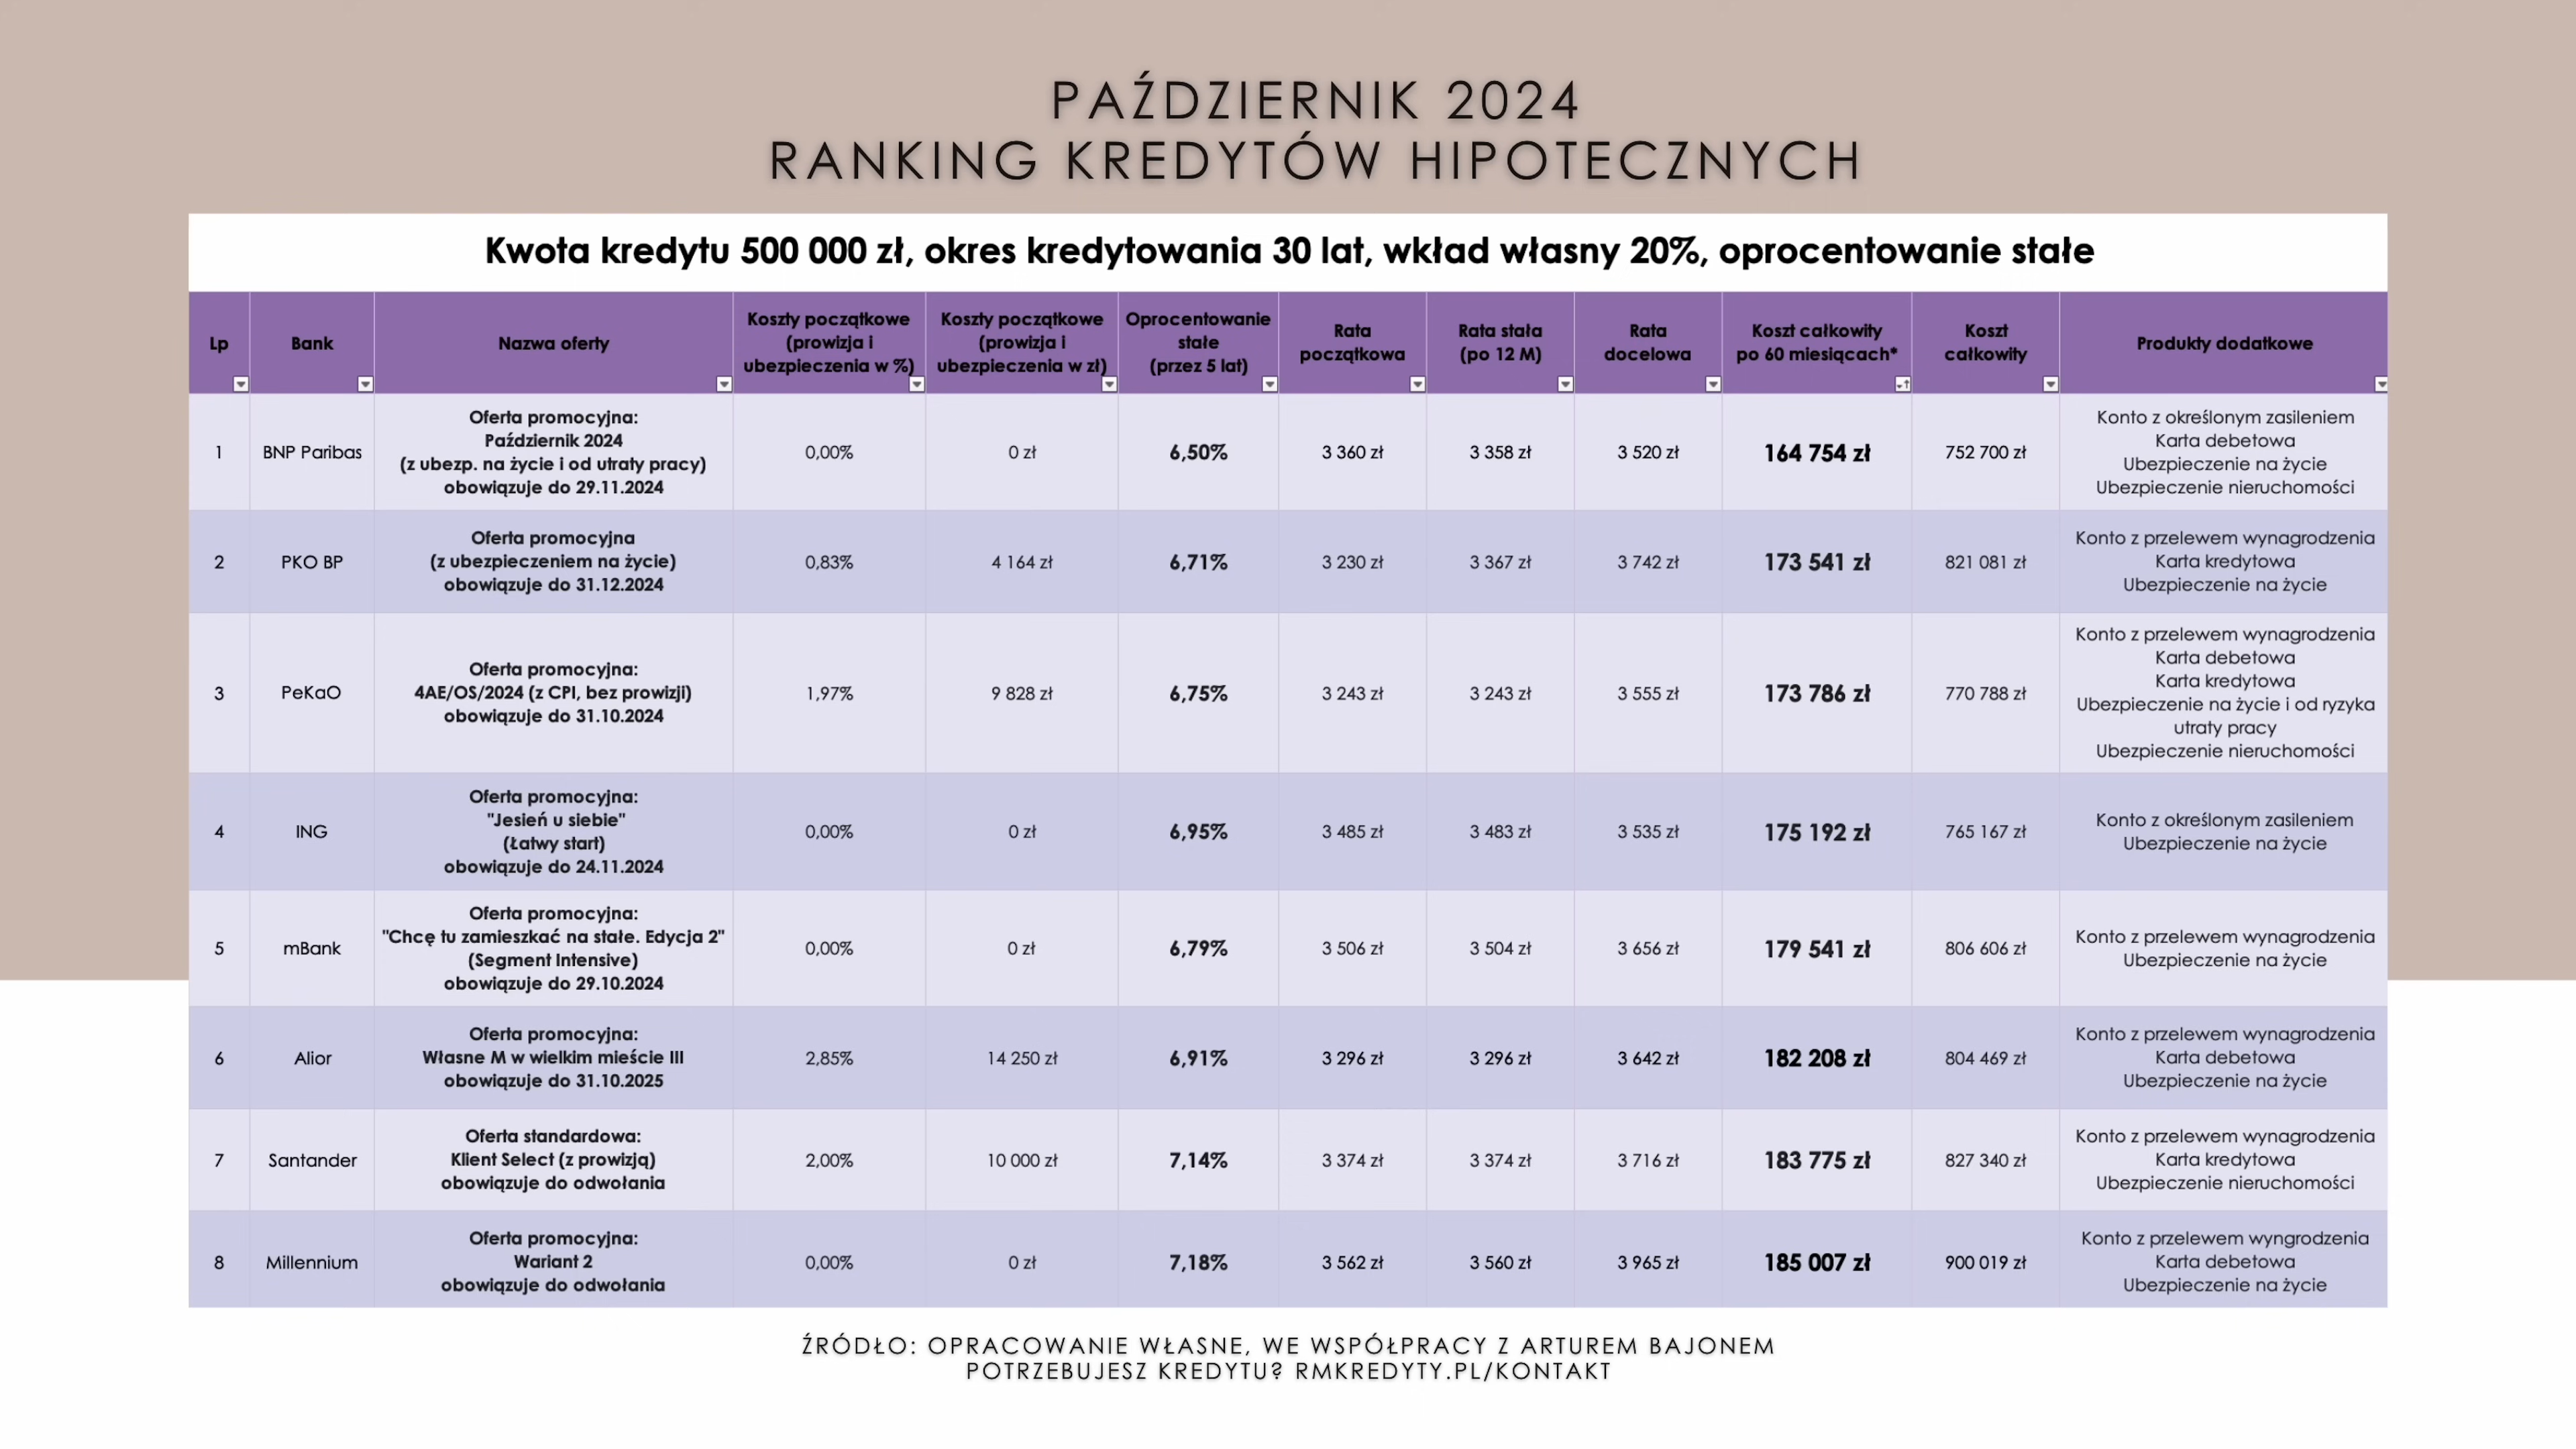 PAŹDZIERNIK 2024
RANKING KREDYTÓW HIPOTECZNYCH
Kwota kredytu 500 000 zł, okres kredytowania 30 lat, wkład własny 20%, oprocentowanie stałe
Lp
Bank
Nazwa oferty
Koszty początkowe
(prowizja i
ubezpieczenia w %)
Koszty początkowe
(prowizja i
ubezpieczenia w zł)
Oprocentowanie
stałe
(przez 5 lat)
Rata
początkowa
Rata stała
(po 12 M)
Rata
docelowa
Koszt całkowity
po 60 miesiącach*
Koszt
całkowity
Produkty dodatkowe
1
BNP Paribas
Oferta promocyjna:
Październik 2024
(z ubezp. na życie i od utraty pracy)
obowiązuje do 29.11.2024
0,00%
0 zł
6,50%
3 360 zł
3 358 zł
3 520 zł
164 754 zł
752 700 zł
Konto z określonym zasileniem
Karta debetowa
Ubezpieczenie na życie
Ubezpieczenie nieruchomości
2
PKO BP
Oferta promocyjna
(z ubezpieczeniem na życie)
obowiązuje do 31.12.2024
0,83%
4 164 zł
6,71%
3 230 zł
3 367 zł
3 742 zł
173 541 zł
821 081 zł
Konto z przelewem wynagrodzenia
Karta kredytowa
Ubezpieczenie na życie
3
PeKaO
Oferta promocyjna:
4AE/OS/2024 (z CPI, bez prowizji)
obowiązuje do 31.10.2024
1,97%
9 828 zł
6,75%
3 243 zł
3 243 zł
3 555 zł
173 786 zł
770 788 zł
Konto z przelewem wynagrodzenia
Karta debetowa
Karta kredytowa
Ubezpieczenie na życie i od ryzyka
utraty pracy
Ubezpieczenie nieruchomości
4
ING
Oferta promocyjna:
"Jesień u siebie"
(Łatwy start)
obowiązuje do 24.11.2024
0,00%
0 zł
6,95%
3 485 zł
3 483 zł
3 535 zł
175 192 zł
765 167 zł
Konto z określonym zasileniem
Ubezpieczenie na życie
5
mBank
Oferta promocyjna:
"Chcę tu zamieszkać na stałe. Edycja 2"
(Segment Intensive)
obowiązuje do 29.10.2024
0,00%
0 zł
6,79%
3 506 zł
3 504 zł
3 656 zł
179 541 zł
806 606 zł
Konto z przelewem wynagrodzenia
Ubezpieczenie na życie
6
Alior
Oferta promocyjna:
Własne M w wielkim mieście III
obowiązuje do 31.10.2025
2,85%
14 250 zł
6,91%
3 296 zł
3 296 zł
3 642 zł
182 208 zł
804 469 zł
Konto z przelewem wynagrodzenia
Karta debetowa
Ubezpieczenie na życie
7
Santander
Oferta standardowa:
Klient Select (z prowizją)
obowiązuje do odwołania
2,00%
10 000 zł
7,14%
3 374 zł
3 374 zł
3 716 zł
183 775 zł
827 340 zł
Konto z przelewem wynagrodzenia
Karta kredytowa
Ubezpieczenie nieruchomości
8
Millennium
Oferta promocyjna:
Wariant 2
obowiązuje do odwołania
0,00%
0 zł
7,18%
3 562 zł
3 560 zł
3 965 zł
185 007 zł
900 019 zł
Konto z przelewem wyngrodzenia
Karta debetowa
Ubezpieczenie na życie
ŹRÓDŁO: OPRACOWANIE WŁASNE, WE WSPÓŁPRACY Z ARTUREM BAJONEM
POTRZEBUJESZ KREDYTU? RMKREDYTY.PL/KONTAKT